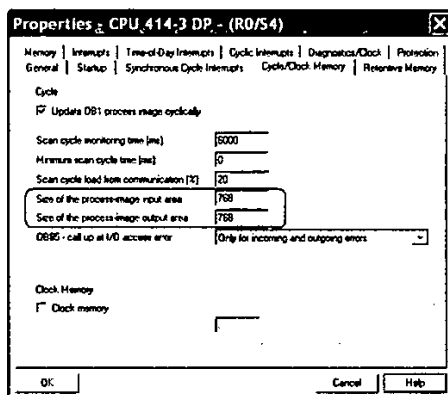 Properties - CPU 414-3 DP - (R0/S4)
Memory | Interrupts | Time-of-Day Interrupts | Cyclic Interrupts | Diagnostics/Clock | Protection
General | Startup | Synchronous Cycle Interrupts | Cycle/Clock Memory | Retentive Memory
Cycle
Update OB1 process image cyclically
Scan cycle monitoring time [ms] 6000
Minimum scan cycle time [ms] 0
Scan cycle load from communication [%] 20
Size of the process-image input area 768
Size of the process-image output area 768
OB85 - call up at I/O access error Only for incoming and outgoing errors
Clock Memory
Clock memory
OK Cancel Help